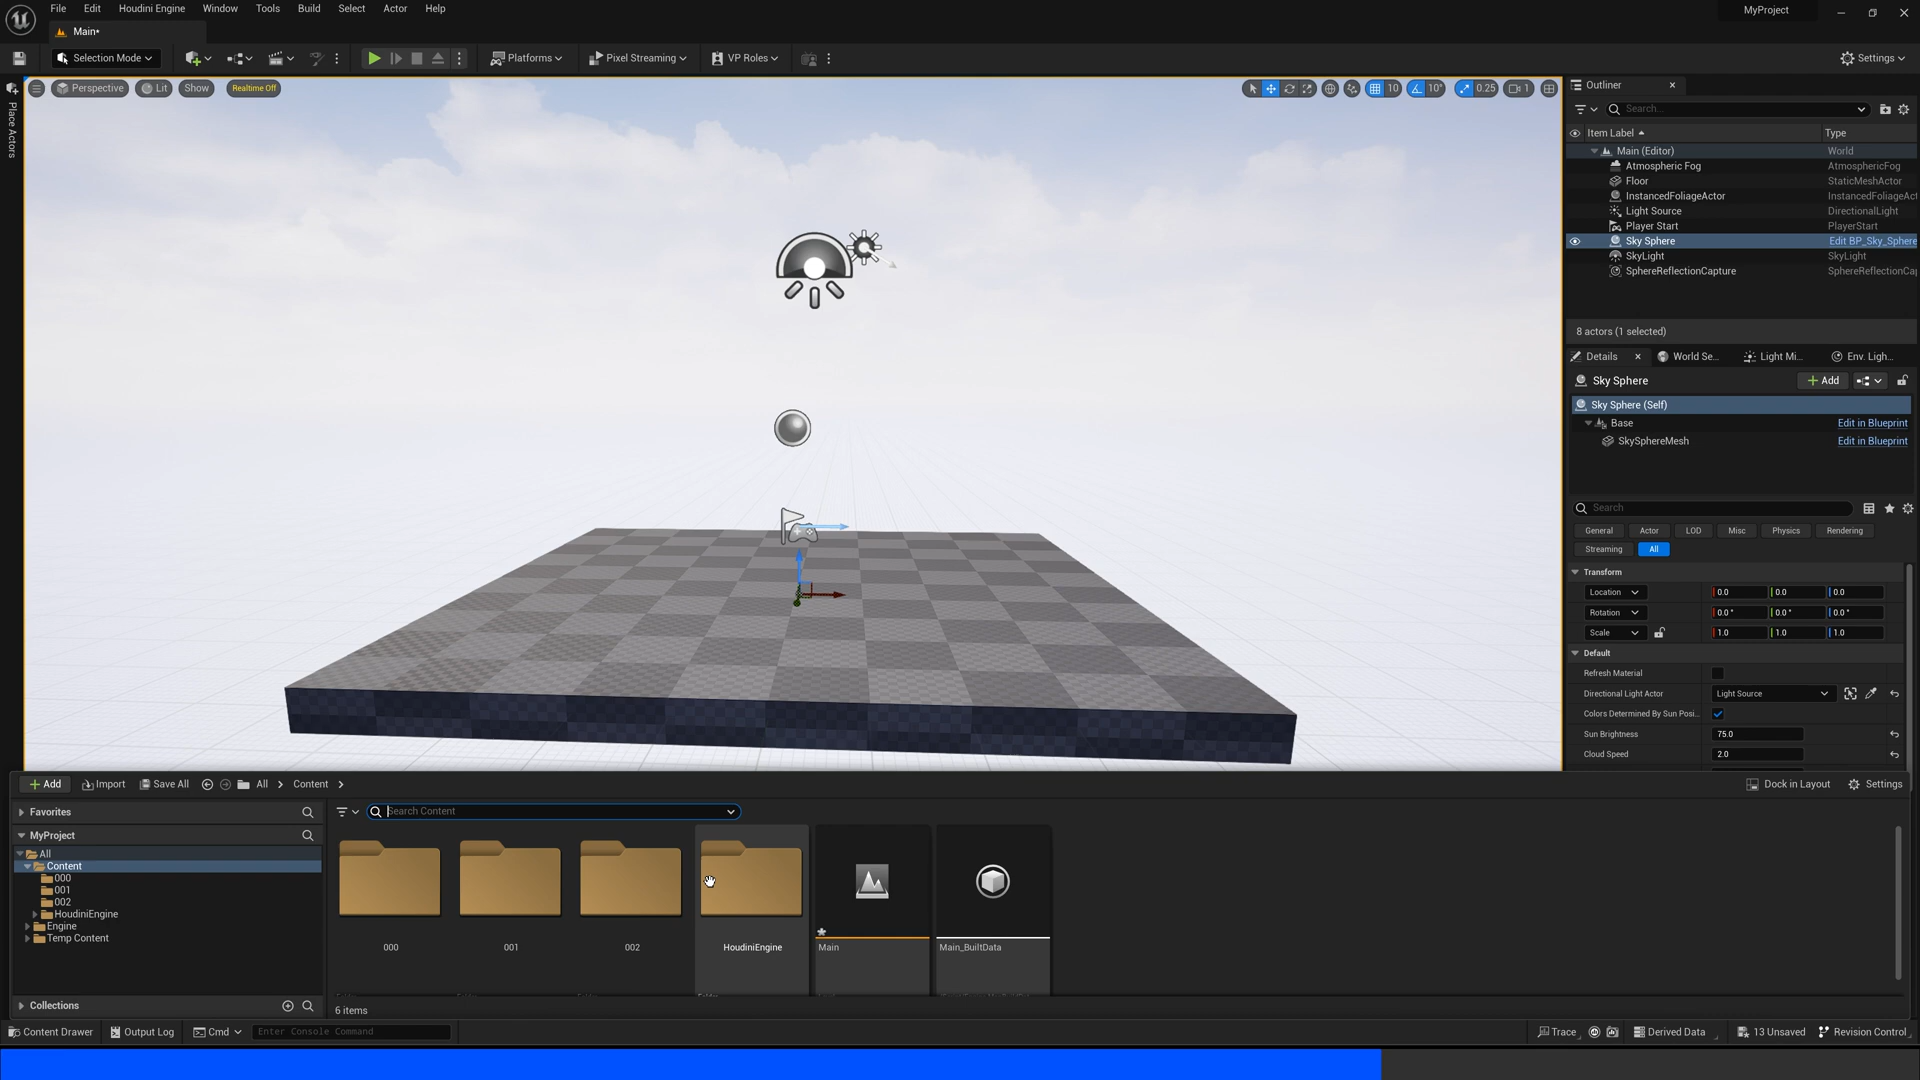 File Edit Houdini Engine Window Tools Build Select Actor Help
MyProject
Main*
Selection Mode
Platforms
Pixel Streaming
VP Roles
Settings
Place Actors
Perspective Lit Show Realtime Off
10 10° 0.25 1
Outliner
Search...
Item Label Type
Main (Editor) World
Atmospheric Fog AtmosphericFog
Floor StaticMeshActor
InstancedFoliageActor InstancedFoliageAct
Light Source DirectionalLight
Player Start PlayerStart
Sky Sphere Edit BP_Sky_Sphere
SkyLight SkyLight
SphereReflectionCapture SphereReflectionCap
8 actors (1 selected)
Details World Se... Light Mi... Env. Ligh...
Sky Sphere Add
Sky Sphere (Self)
Base Edit in Blueprint
SkySphereMesh Edit in Blueprint
Search
General Actor LOD Misc Physics Rendering
Streaming All
Transform
Location 0.0 0.0 0.0
Rotation 0.0 ° 0.0 ° 0.0 °
Scale 1.0 1.0 1.0
Default
Refresh Material
Directional Light Actor Light Source
Colors Determined By Sun Posi...
Sun Brightness 75.0
Cloud Speed 2.0
Add Import Save All All Content
Dock in Layout Settings
Favorites
Search Content
MyProject
All
Content
000
001
002
HoudiniEngine
Engine
Temp Content
Collections
000 001 002 HoudiniEngine Main Main_BuiltData
6 items
Content Drawer Output Log Cmd Enter Console Command
Trace Derived Data 13 Unsaved Revision Control